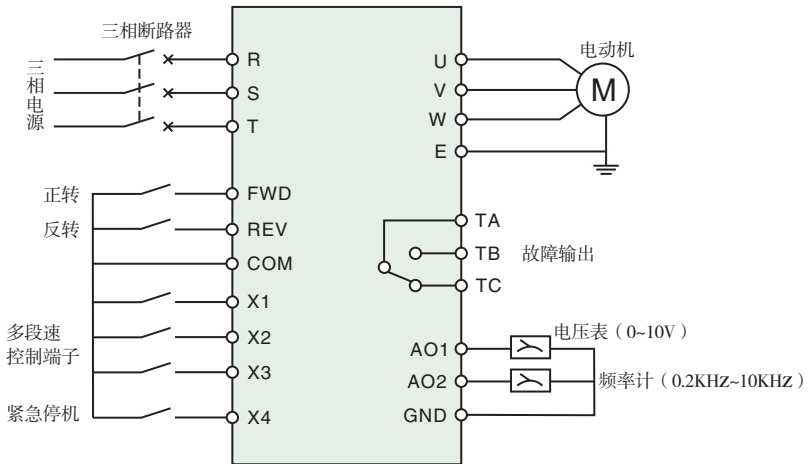 三相断路器
三相电源
R
S
T
正转
FWD
反转
REV
COM
X1
多段速
控制端子
X2
X3
紧急停机
X4
电动机
U
V
M
W
E
TA
TB
故障输出
TC
电压表（0~10V）
AO1
AO2
频率计（0.2KHZ~10KHZ）
GND